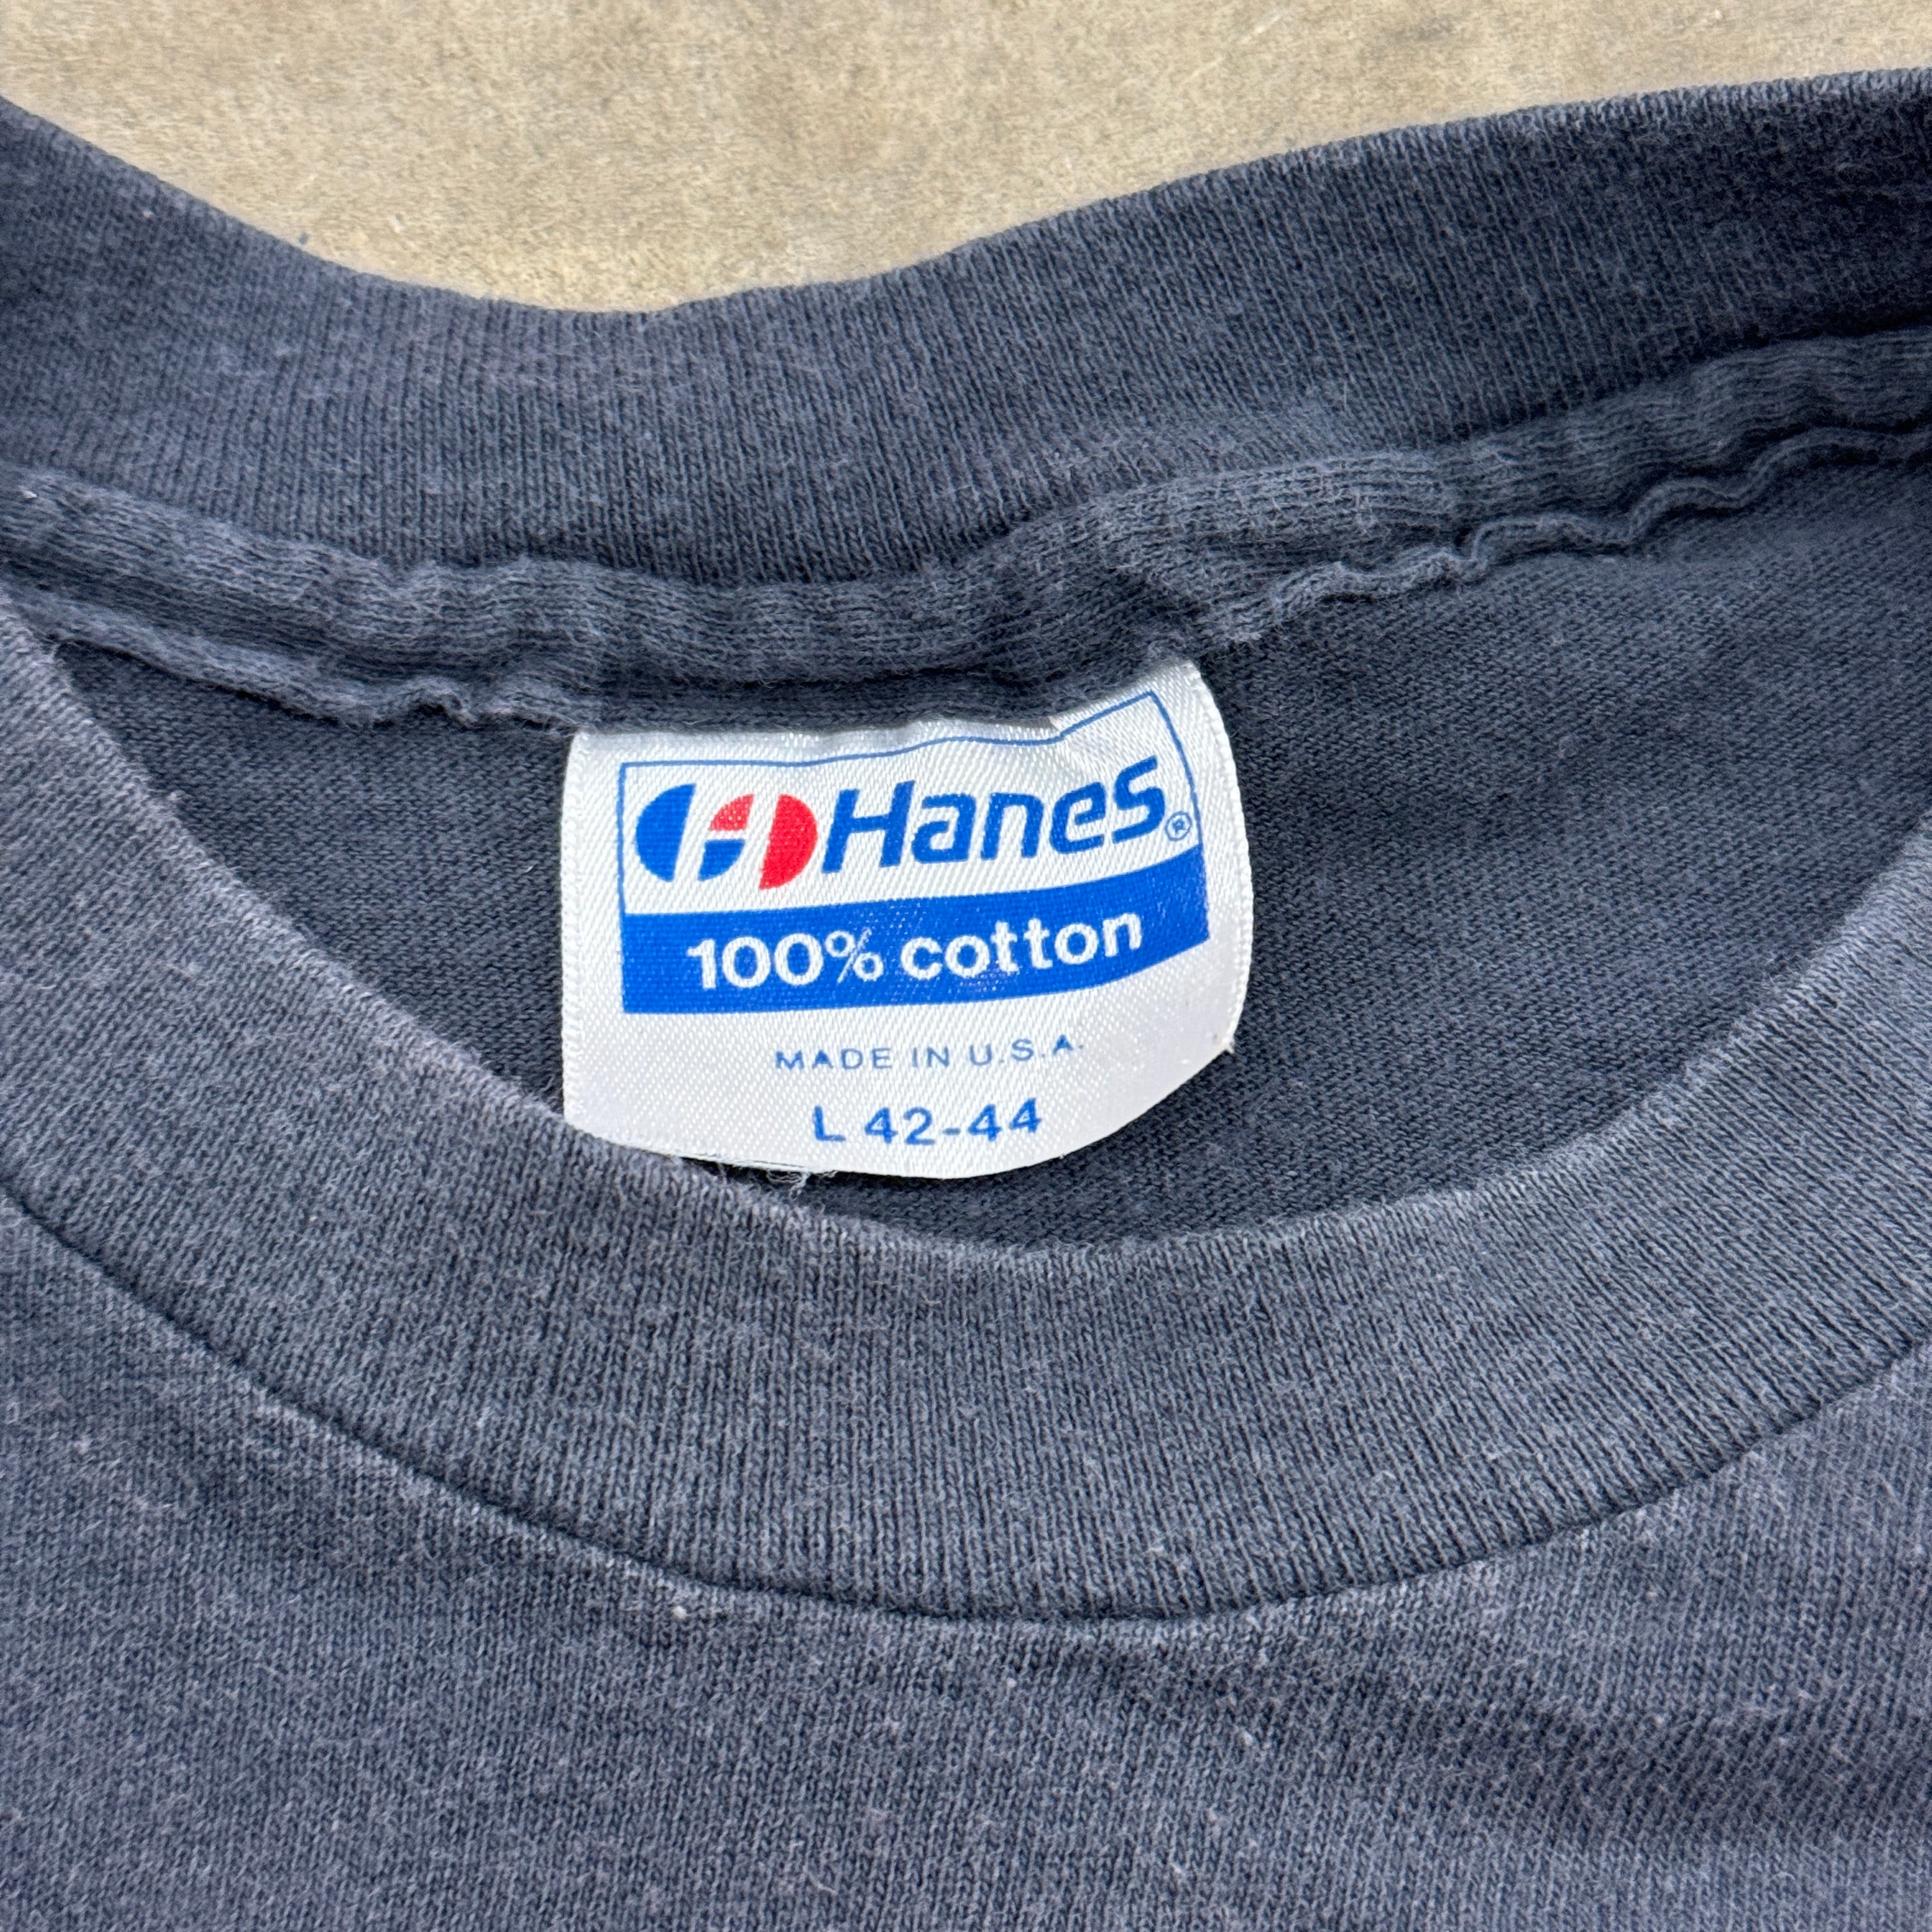 Hanes®
100% cotton
MADE IN U.S.A.
L 42-44